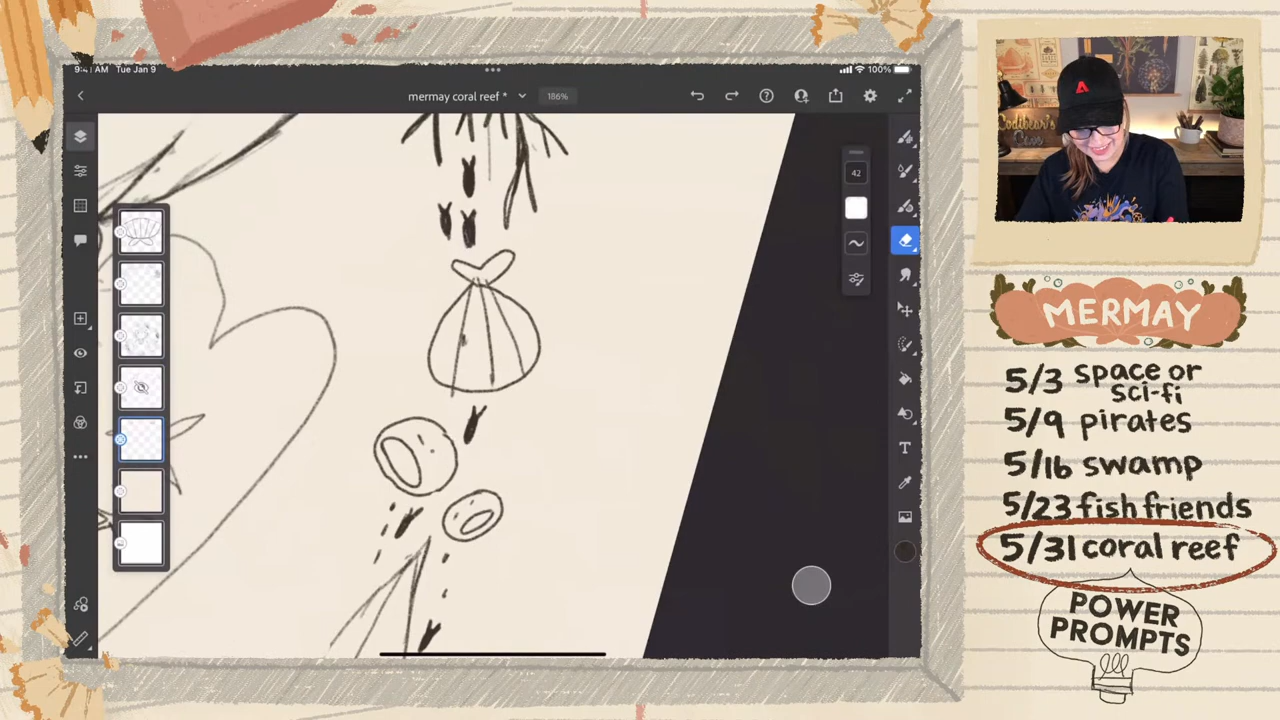 9:41 AM Tue Jan 9
100%
mermay coral reef *
186%
42
T
MERMAY
5/3 space or
sci-fi
5/9 pirates
5/16 swamp
5/23 fish friends
5/31 coral reef
POWER
PROMPTS